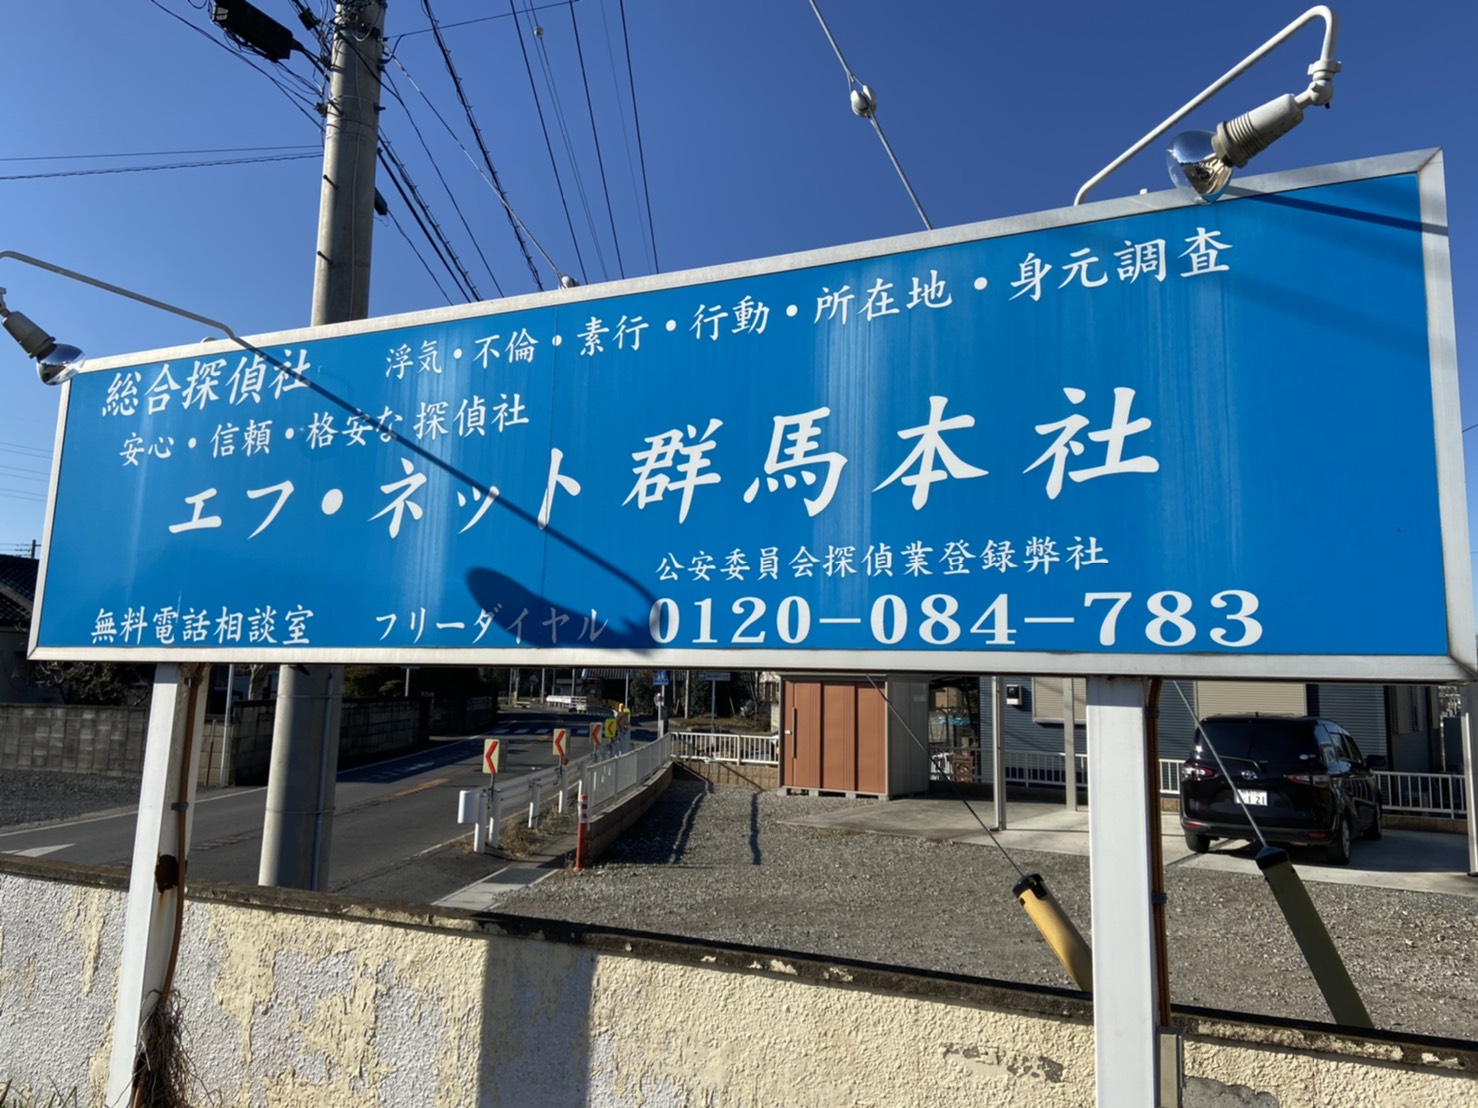 総合探偵社
浮気・不倫・素行・行動・所在地・身元調査
安心・信頼・格安な探偵社
エフ・ネット群馬本社
公安委員会探偵業登録弊社
無料電話相談室 フリーダイヤル 0120-084-783